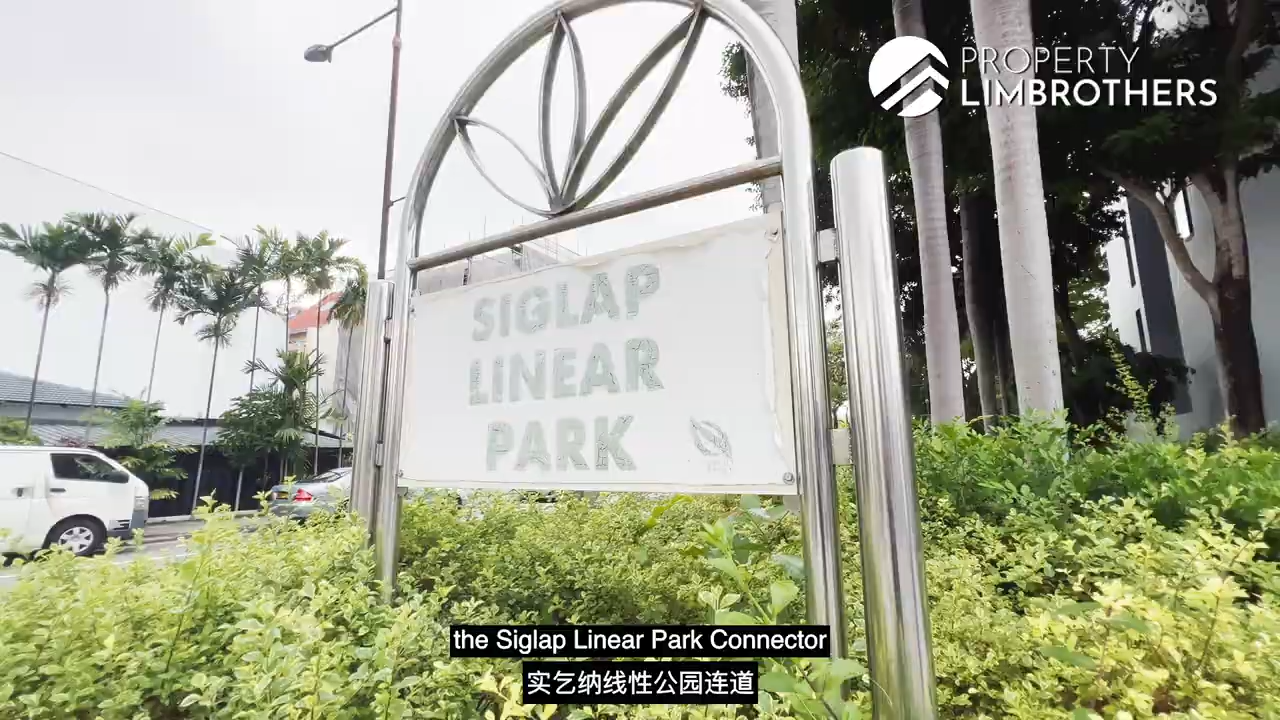 PROPERTY
LIMBROTHERS
SIGLAP
LINEAR
PARK
the Siglap Linear Park Connector
实乞纳线性公园连道